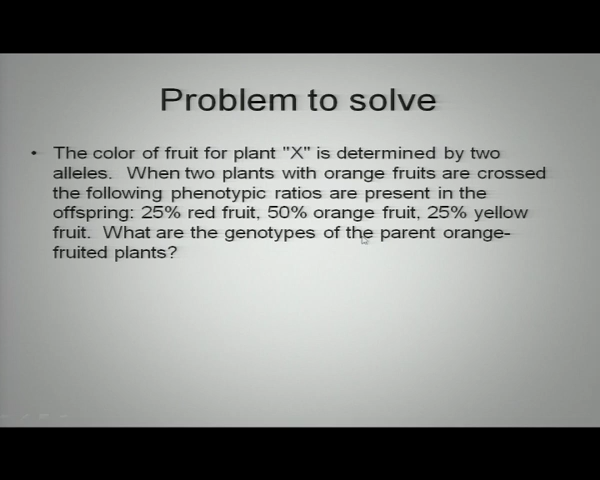 Problem to solve
• The color of fruit for plant "X" is determined by two
alleles. When two plants with orange fruits are crossed
the following phenotypic ratios are present in the
offspring: 25% red fruit, 50% orange fruit, 25% yellow
fruit. What are the genotypes of the parent orange-
fruited plants?